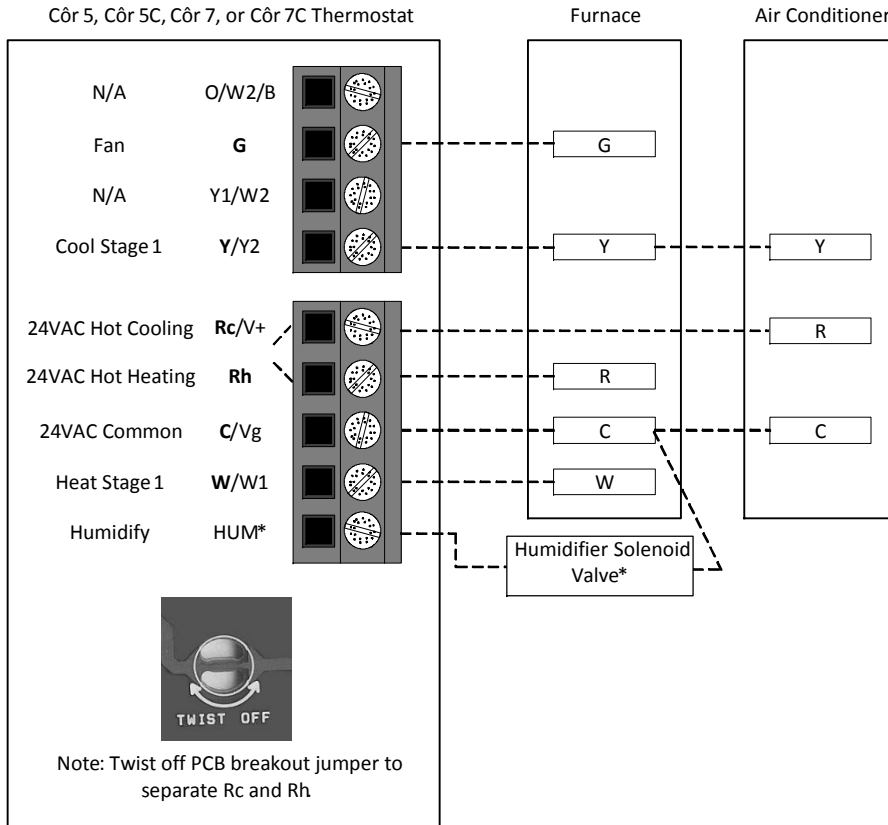 Côr 5, Côr 5C, Côr 7, or Côr 7C Thermostat
Furnace
Air Conditioner
N/A O/W2/B
Fan G
G
N/A Y1/W2
Cool Stage 1 Y/Y2
Y
Y
24VAC Hot Cooling Rc/V+
R
24VAC Hot Heating Rh
R
24VAC Common C/Vg
C
C
Heat Stage 1 W/W1
W
Humidify HUM*
Humidifier Solenoid
Valve*
TWIST OFF
Note: Twist off PCB breakout jumper to
separate Rc and Rh.